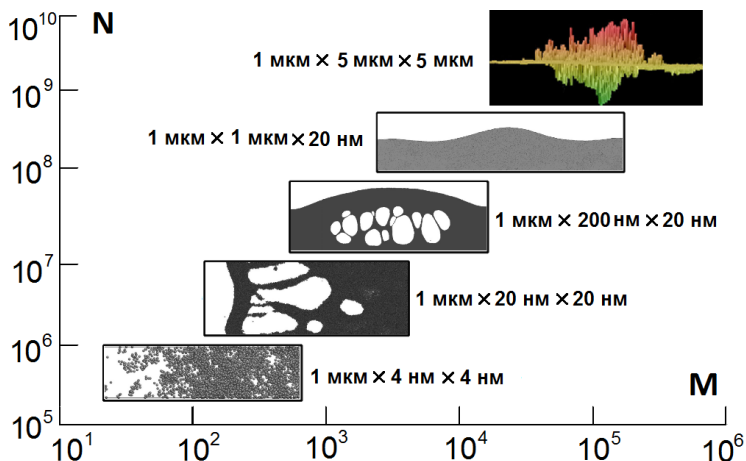 10¹⁰ N
1 мкм × 5 мкм × 5 мкм
10⁹
1 мкм × 1 мкм × 20 нм
10⁸
1 мкм × 200 нм × 20 нм
10⁷
1 мкм × 20 нм × 20 нм
10⁶
1 мкм × 4 нм × 4 нм
M
10⁵
10¹ 10² 10³ 10⁴ 10⁵ 10⁶